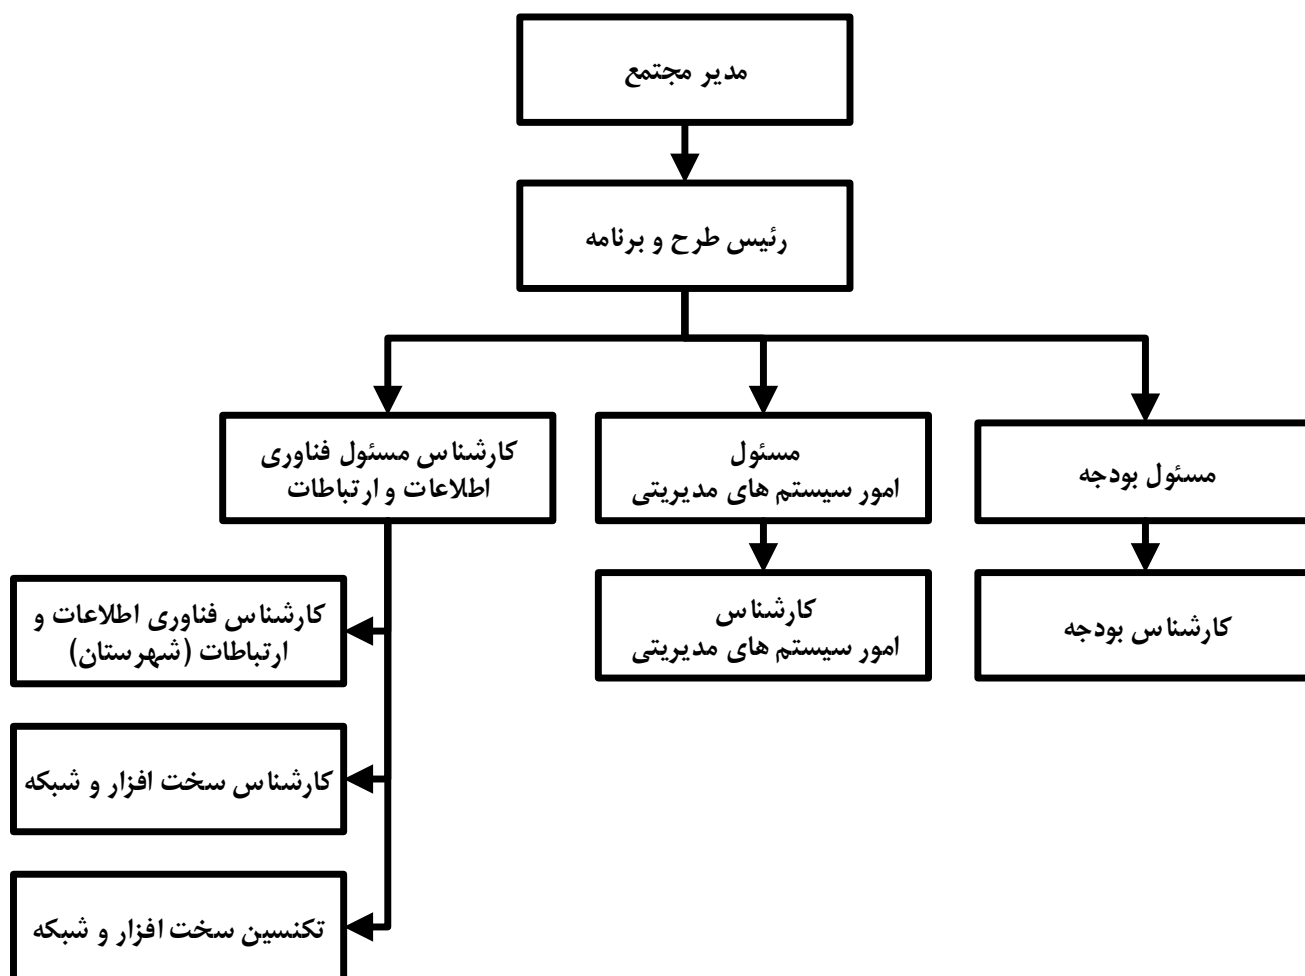 مدیر مجتمع
رئیس طرح و برنامه
مسئول بودجه
مسئول
امور سیستم های مدیریتی
کارشناس مسئول فناوری
اطلاعات و ارتباطات
کارشناس بودجه
کارشناس
امور سیستم های مدیریتی
کارشناس فناوری اطلاعات و
ارتباطات (شهرستان)
کارشناس سخت افزار و شبکه
تکنسین سخت افزار و شبکه